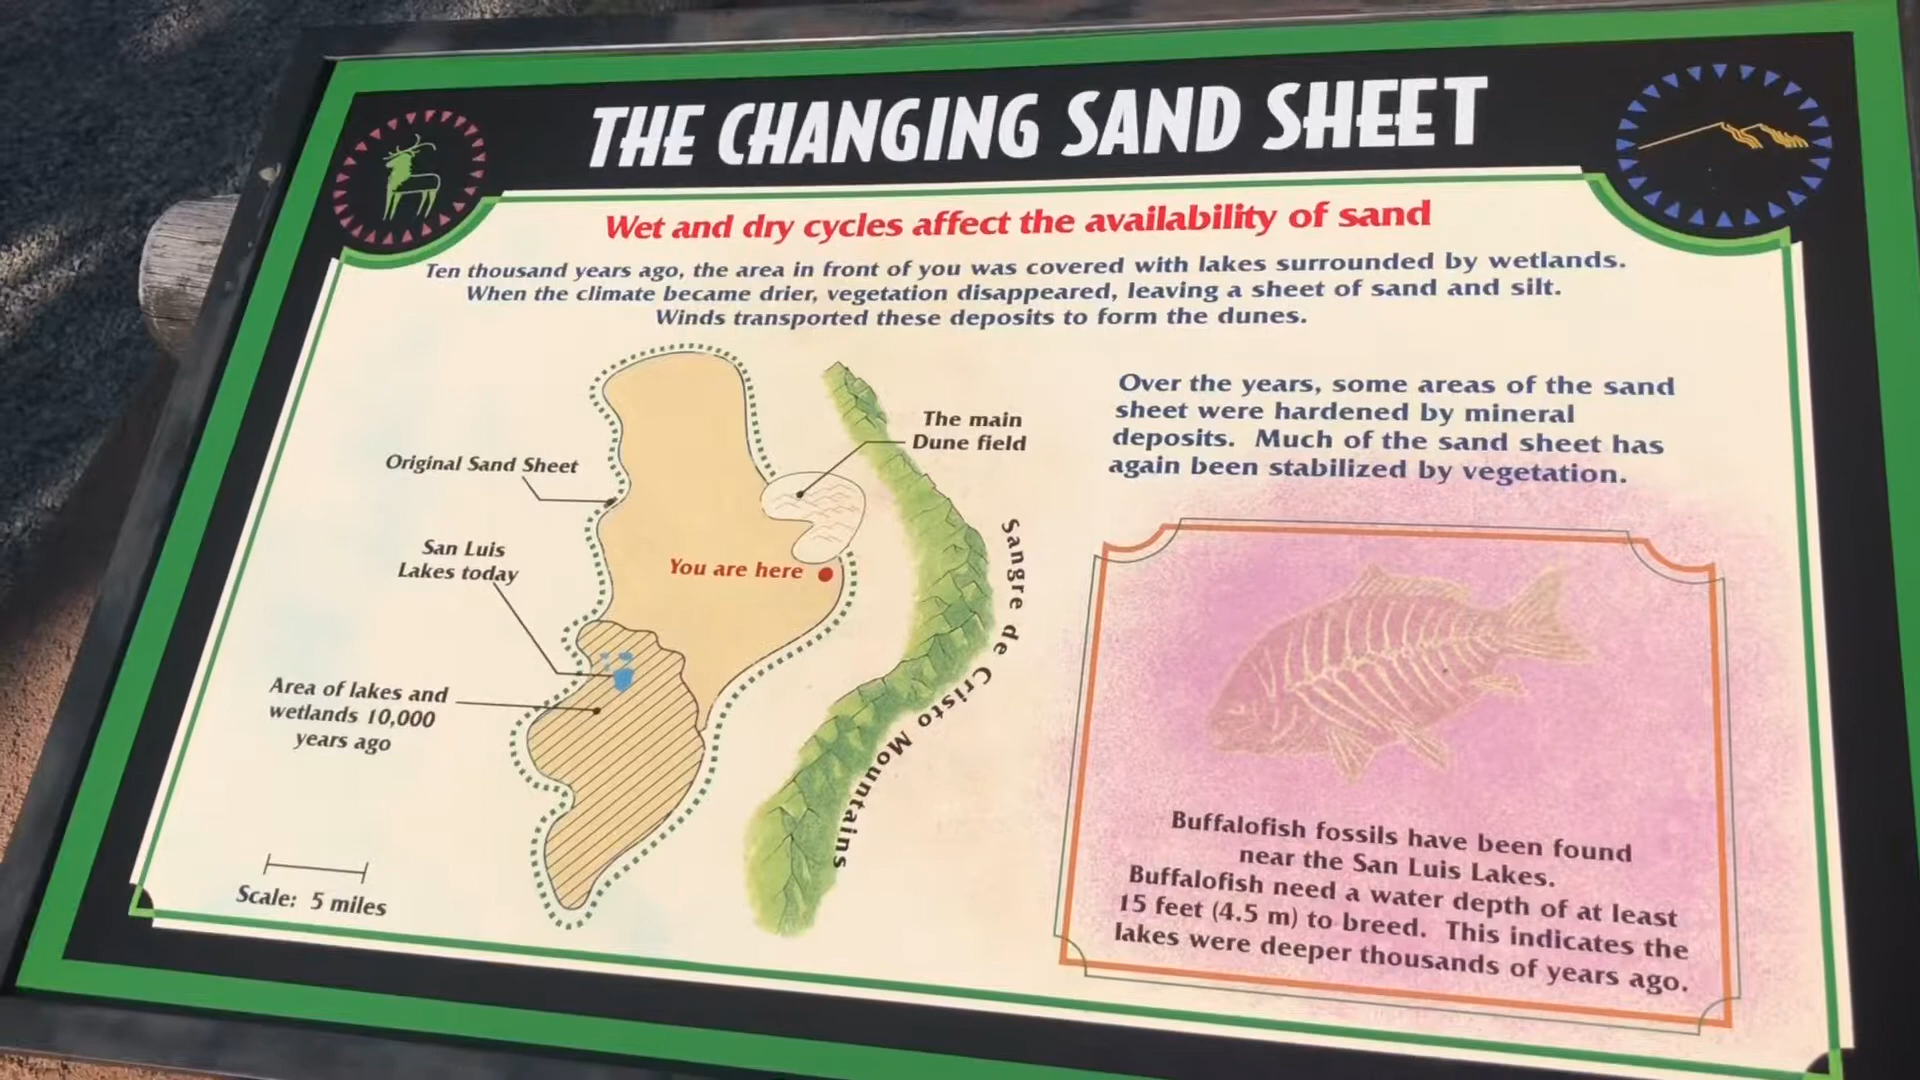 THE CHANGING SAND SHEET
Wet and dry cycles affect the availability of sand
Ten thousand years ago, the area in front of you was covered with lakes surrounded by wetlands.
When the climate became drier, vegetation disappeared, leaving a sheet of sand and silt.
Winds transported these deposits to form the dunes.
Over the years, some areas of the sand
sheet were hardened by mineral
deposits. Much of the sand sheet has
again been stabilized by vegetation.
The main
Dune field
Original Sand Sheet
San Luis
Lakes today
You are here
Sangre de Cristo Mountains
Area of lakes and
wetlands 10,000
years ago
Scale: 5 miles
Buffalofish fossils have been found
near the San Luis Lakes.
Buffalofish need a water depth of at least
15 feet (4.5 m) to breed. This indicates the
lakes were deeper thousands of years ago.